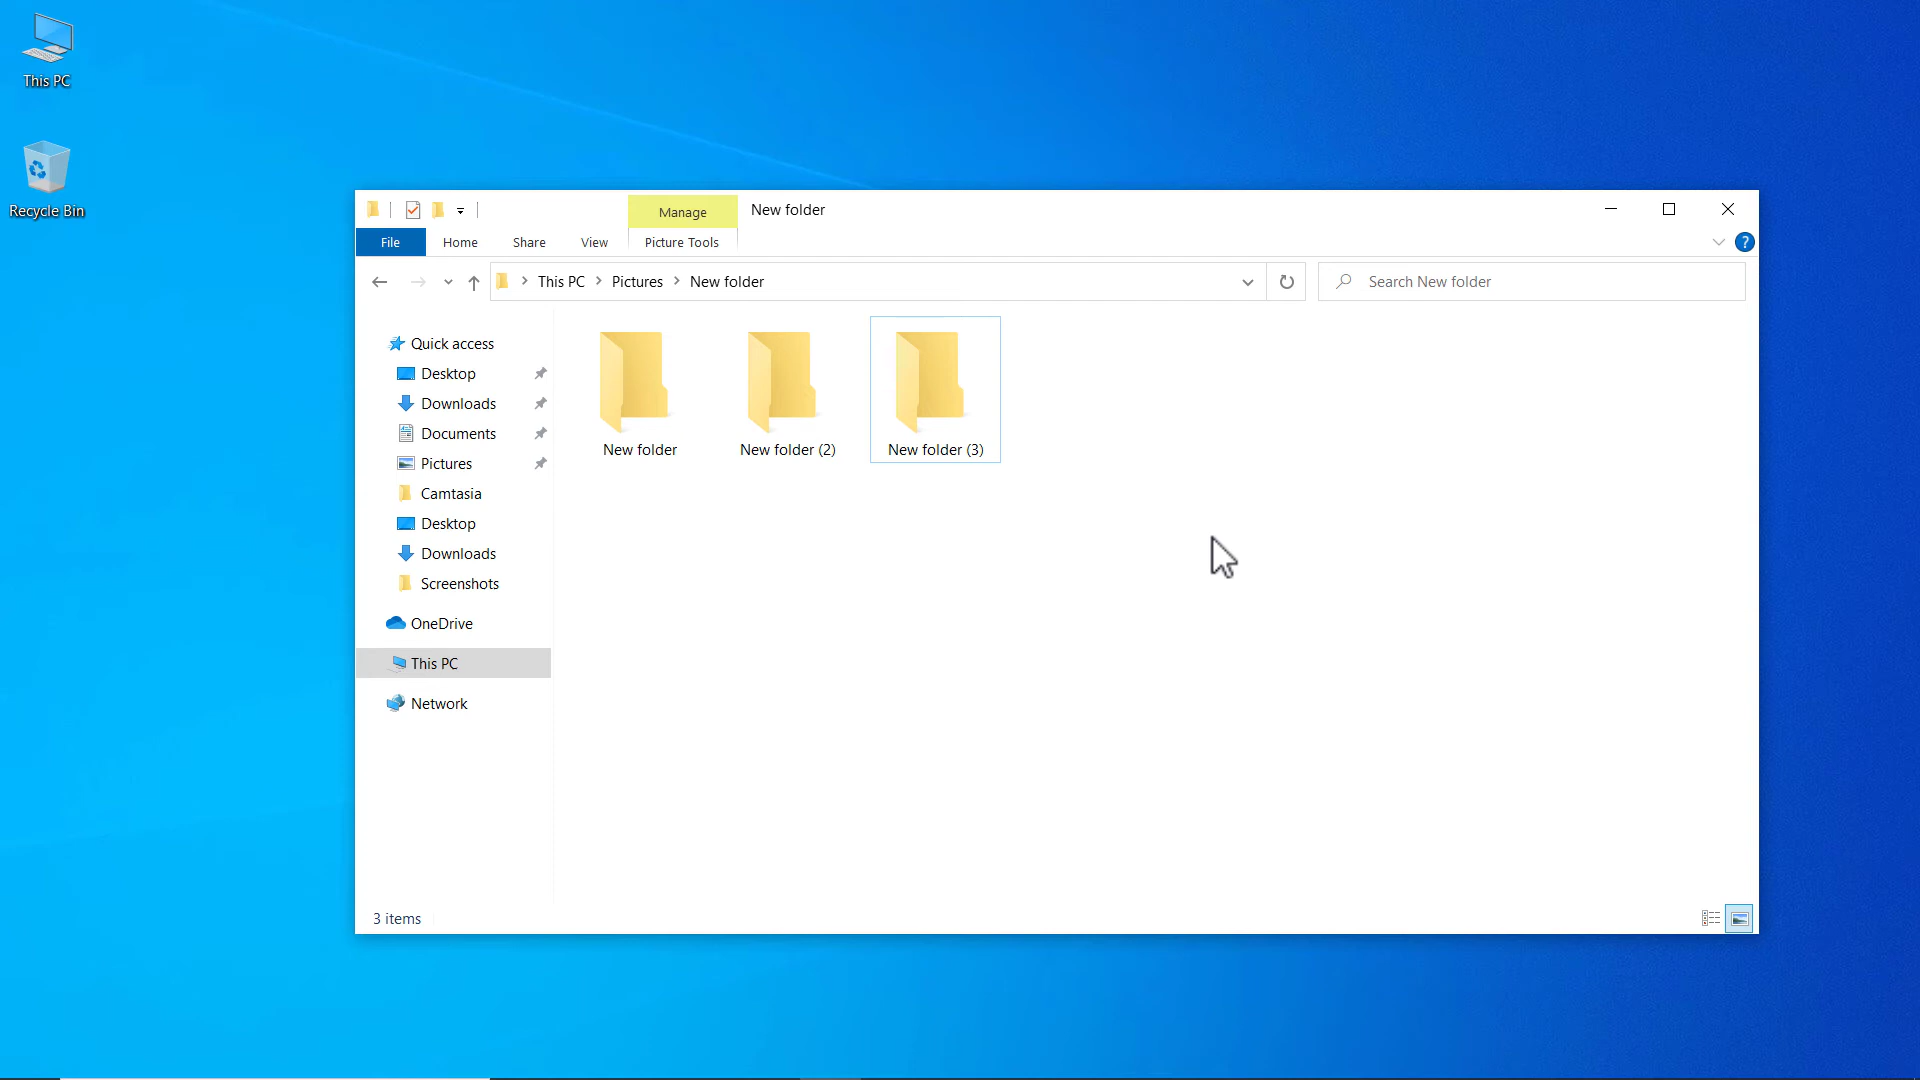 This PC
Recycle Bin
Manage
New folder
File
Home
Share
View
Picture Tools
?
This PC
Pictures
New folder
Search New folder
Quick access
Desktop
Downloads
Documents
Pictures
Camtasia
Desktop
Downloads
Screenshots
OneDrive
This PC
Network
New folder
New folder (2)
New folder (3)
3 items